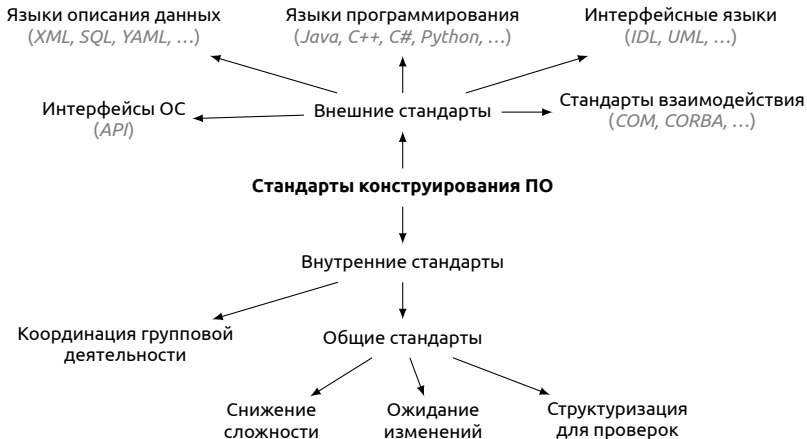 Языки описания данных
(XML, SQL, YAML, …)
Языки программирования
(Java, C++, C#, Python, …)
Интерфейсные языки
(IDL, UML, …)
Интерфейсы ОС
(API)
Внешние стандарты
Стандарты взаимодействия
(COM, CORBA, …)
Стандарты конструирования ПО
Внутренние стандарты
Координация групповой
деятельности
Общие стандарты
Снижение
сложности
Ожидание
изменений
Структуризация
для проверок